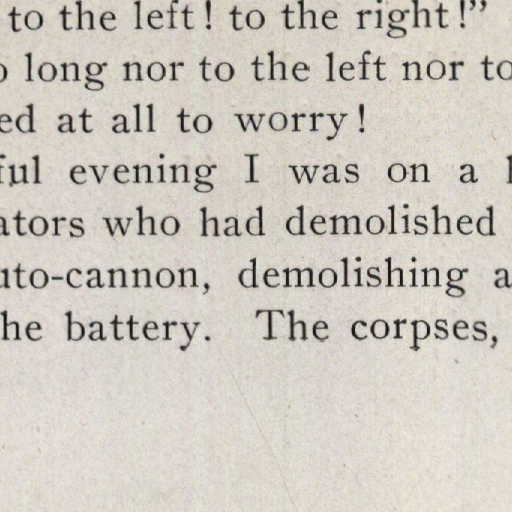 to the left! to the right!”
long nor to the left nor to
ed at all to worry!
ful evening I was on a
ators who had demolished
uto-cannon, demolishing a
he battery. The corpses,